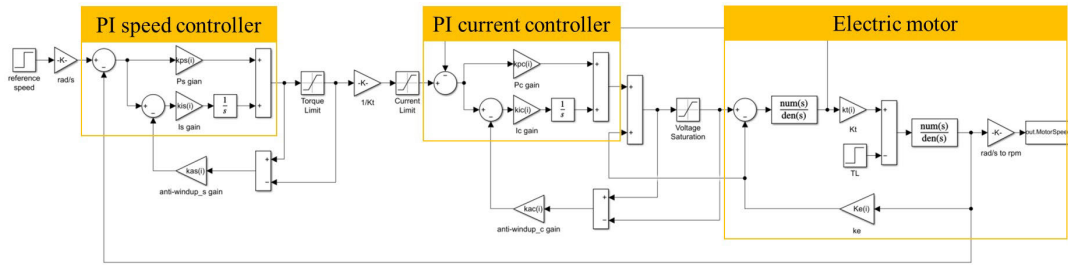 PI speed controller
PI current controller
Electric motor
reference
speed
-K-
rad/s
kps(i)
Ps gian
kis(i)
Is gain
1
s
kas(i)
anti-windup_s gain
Torque
Limit
-K-
1/Kt
Current
Limit
kpc(i)
Pc gain
kic(i)
Ic gain
1
s
kac(i)
anti-windup_c gain
Voltage
Saturation
num(s)
den(s)
kt(i)
Kt
TL
num(s)
den(s)
-K-
rad/s to rpm
out.MotorSpeed
Ke(i)
ke